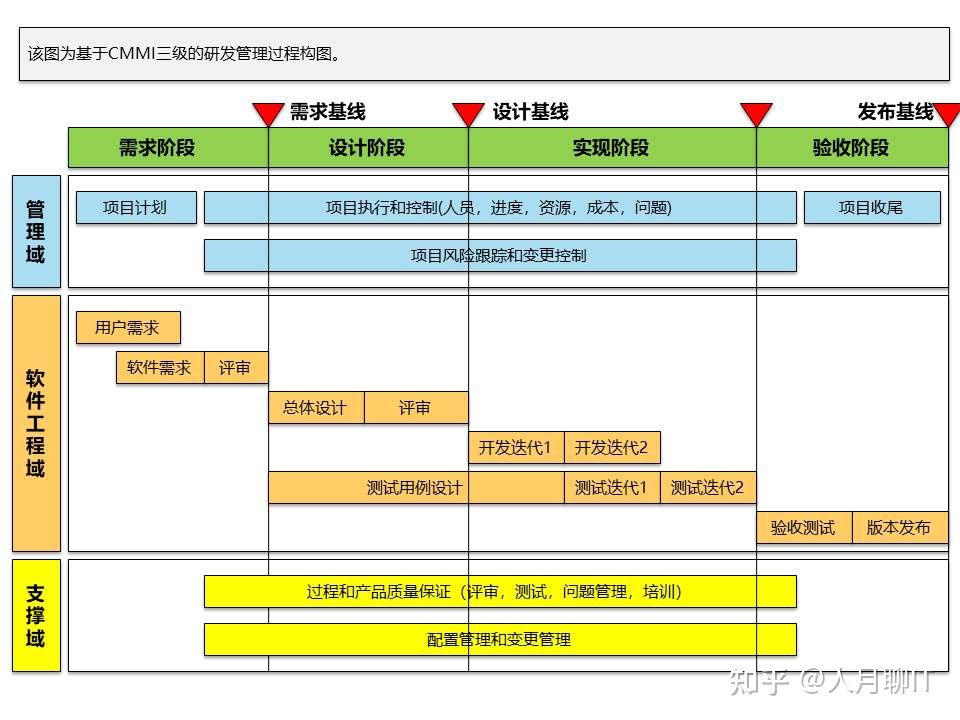 该图为基于CMMI三级的研发管理过程构图。
需求基线
设计基线
发布基线
需求阶段
设计阶段
实现阶段
验收阶段
管理域
项目计划
项目执行和控制(人员，进度，资源，成本，问题)
项目收尾
项目风险跟踪和变更控制
软件工程域
用户需求
软件需求
评审
总体设计
评审
开发迭代1
开发迭代2
测试用例设计
测试迭代1
测试迭代2
验收测试
版本发布
支撑域
过程和产品质量保证（评审，测试，问题管理，培训）
配置管理和变更管理
知乎 @人月聊IT